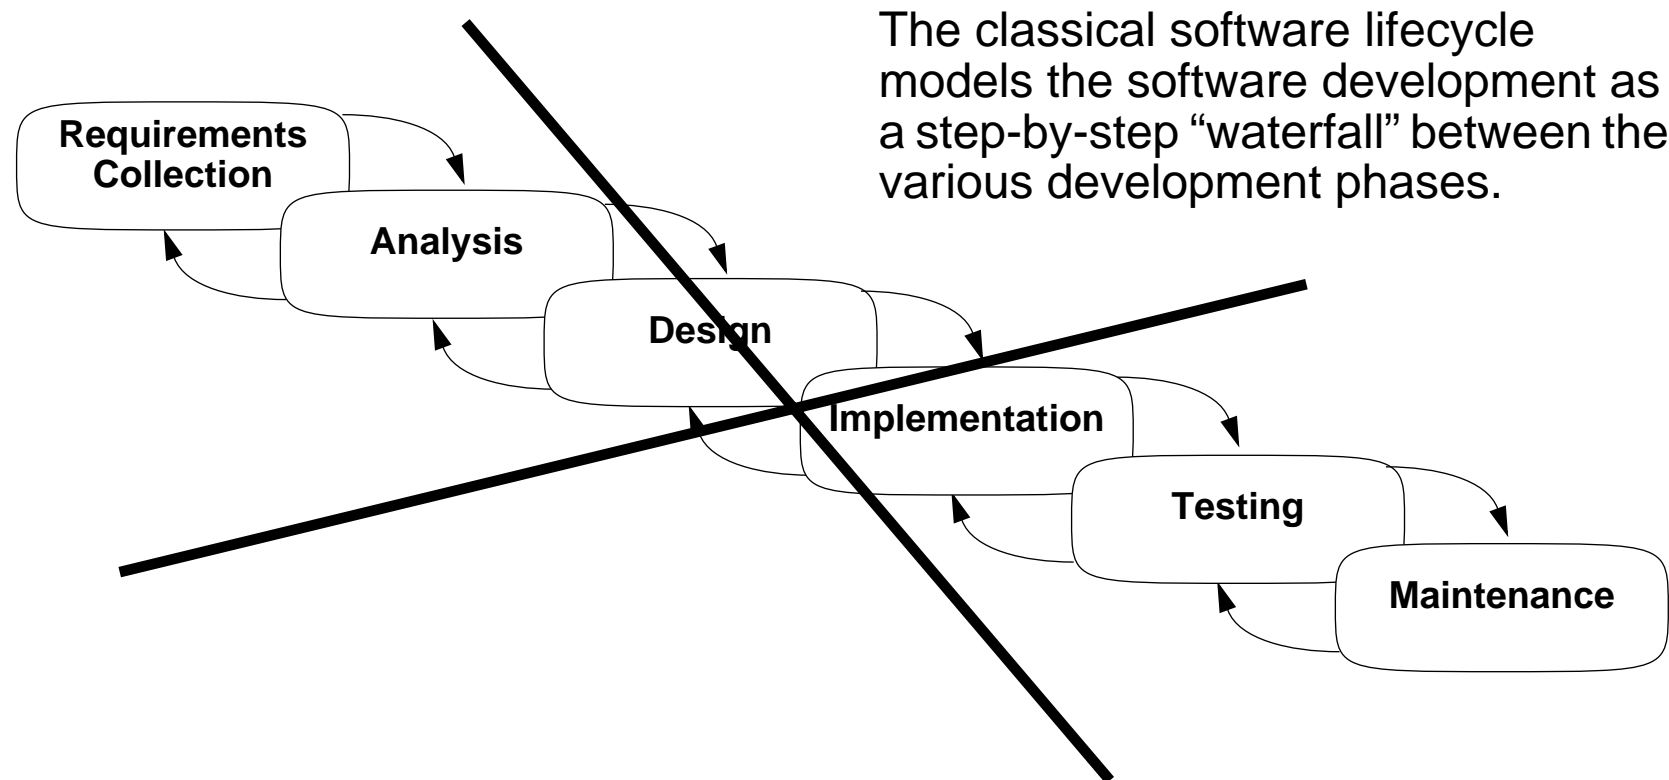 The classical software lifecycle
models the software development as
a step-by-step “waterfall” between the
various development phases.
Requirements
Collection
Analysis
Design
Implementation
Testing
Maintenance